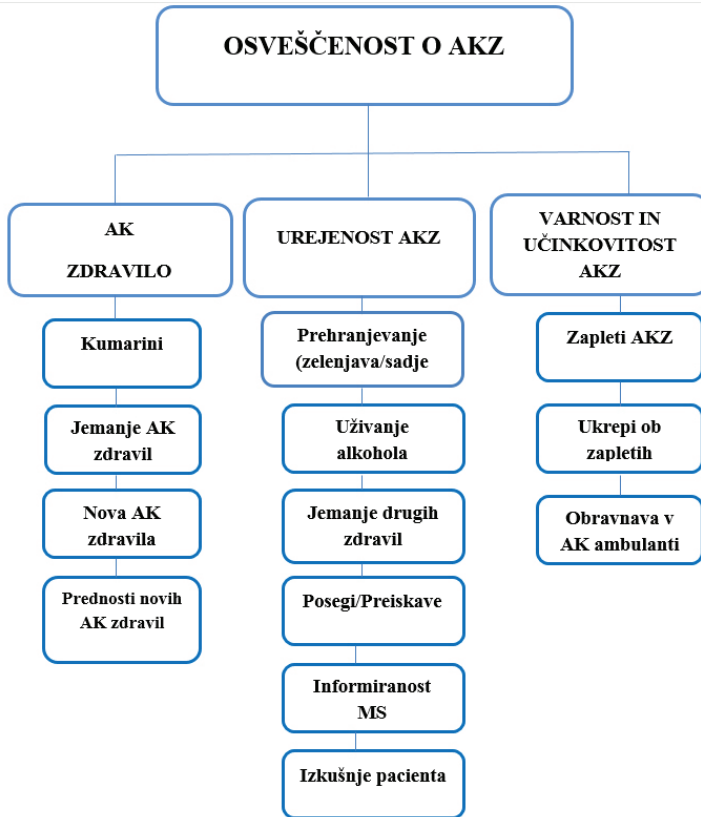 OSVEŠČENOST O AKZ
AK
ZDRAVILO
Kumarini
Jemanje AK
zdravil
Nova AK
zdravila
Prednosti novih
AK zdravil
UREJENOST AKZ
Prehranjevanje
(zelenjava/sadje
Uživanje
alkohola
Jemanje drugih
zdravil
Posegi/Preiskave
Informiranost
MS
Izkušnje pacienta
VARNOST IN
UČINKOVITOST
AKZ
Zapleti AKZ
Ukrepi ob
zapletih
Obravnava v
AK ambulanti